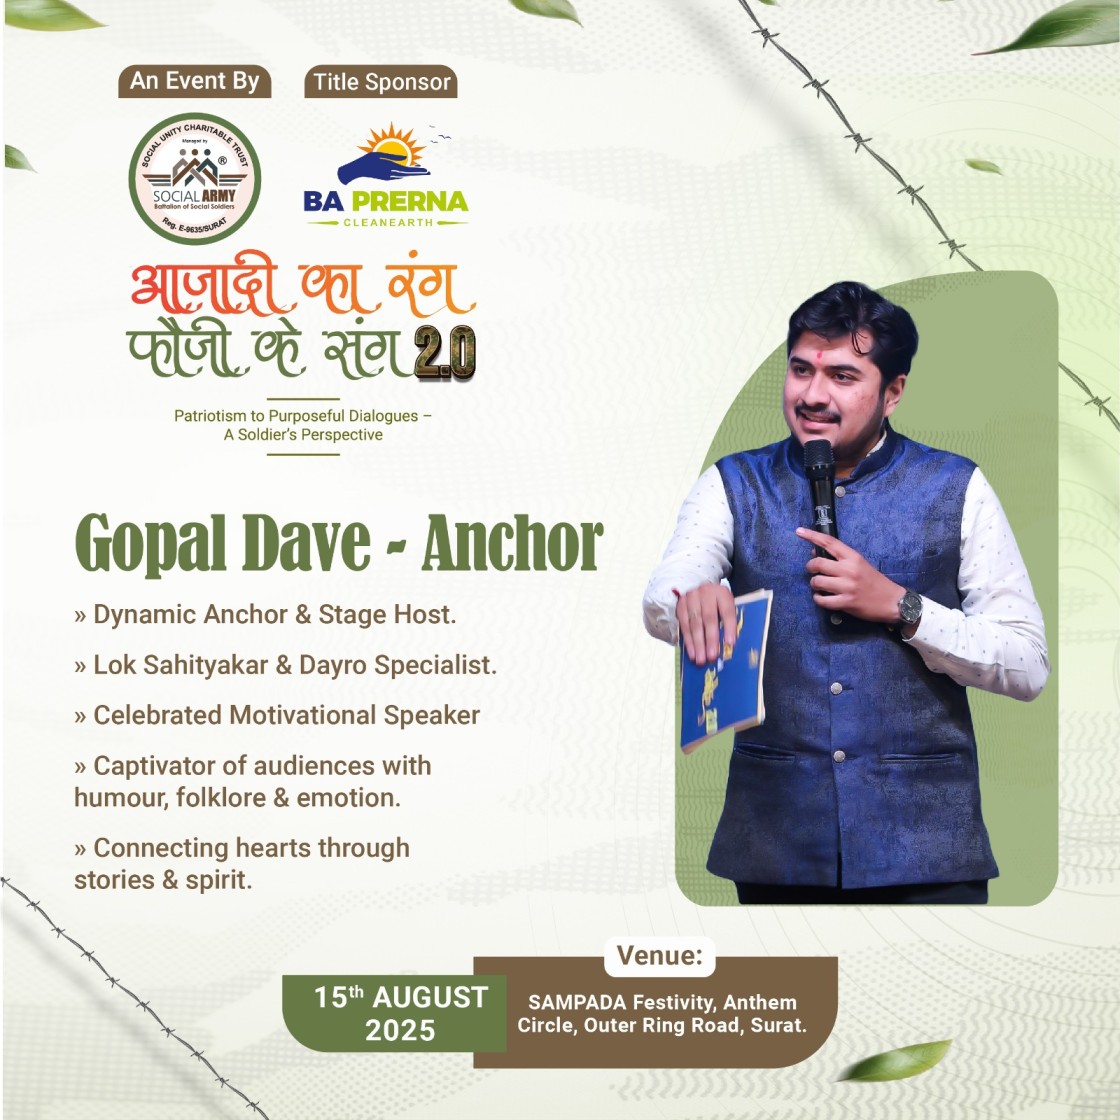 An Event By
Title Sponsor
SOCIAL UNITY CHARITABLE TRUST
Managed by
®
SOCIAL ARMY
Battalion of Social Soldiers
Reg. E-9635/SURAT
BA PRERNA
CLEANEARTH
आजादी का रंग
फौजी के संग 2.0
Patriotism to Purposeful Dialogues –
A Soldier's Perspective
Gopal Dave - Anchor
» Dynamic Anchor & Stage Host.
» Lok Sahityakar & Dayro Specialist.
» Celebrated Motivational Speaker
» Captivator of audiences with
humour, folklore & emotion.
» Connecting hearts through
stories & spirit.
Venue:
15th AUGUST
2025
SAMPADA Festivity, Anthem
Circle, Outer Ring Road, Surat.